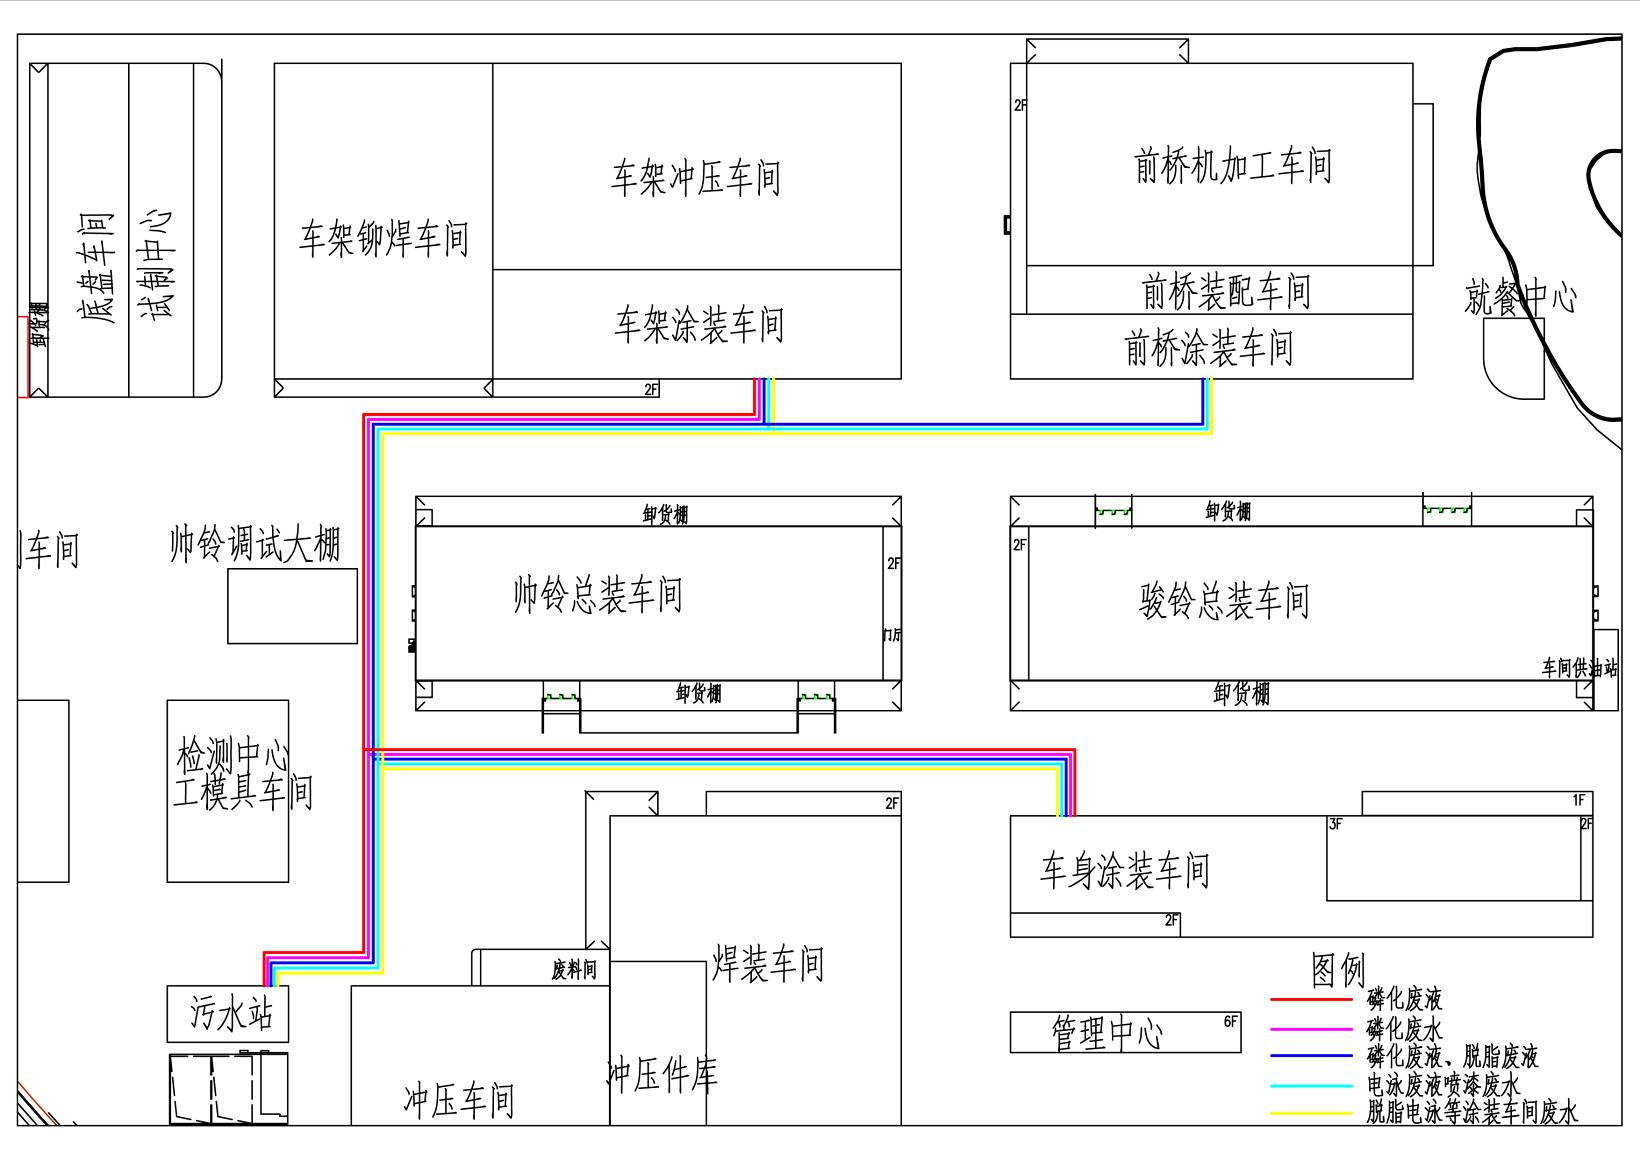 2F
车架冲压车间
前桥机加工车间
底盘车间
试制中心
车架铆焊车间
前桥装配车间
就餐中心
卸货棚
车架涂装车间
前桥涂装车间
2F
卸货棚
卸货棚
帅铃调试大棚
车间
2F
2F
帅铃总装车间
骏铃总装车间
门厅
车间供油站
卸货棚
卸货棚
检测中心
工模具车间
2F
1F
3F
2F
车身涂装车间
2F
焊装车间
废料间
图例
磷化废液
污水站
管理中心
6F
磷化废水
磷化废液、脱脂废液
冲压件库
电泳废液喷漆废水
冲压车间
脱脂电泳等涂装车间废水